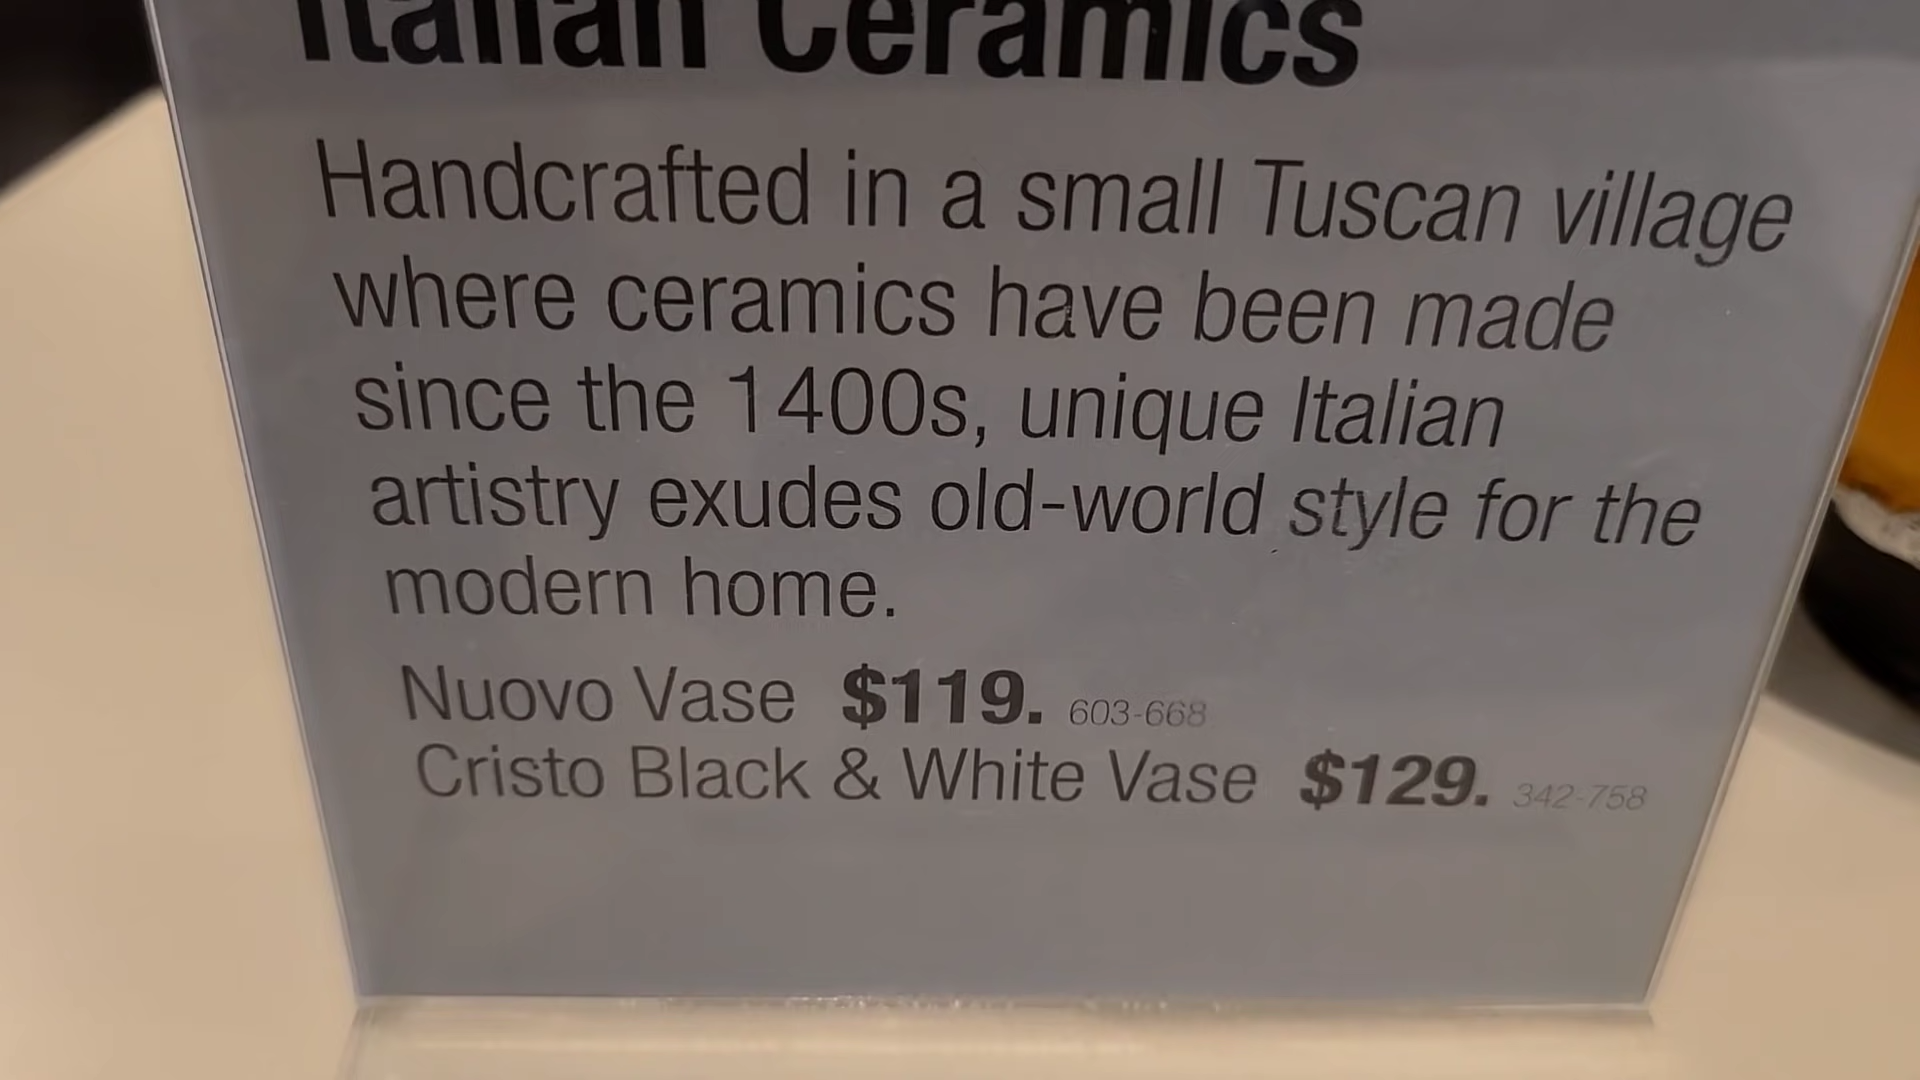 Italian Ceramics
Handcrafted in a small Tuscan village
where ceramics have been made
since the 1400s, unique Italian
artistry exudes old-world style for the
modern home.
Nuovo Vase $119. 603-668
Cristo Black & White Vase $129. 342-758